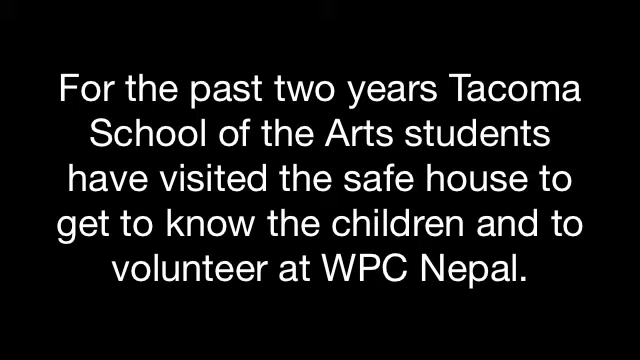 For the past two years Tacoma
School of the Arts students
have visited the safe house to
get to know the children and to
volunteer at WPC Nepal.